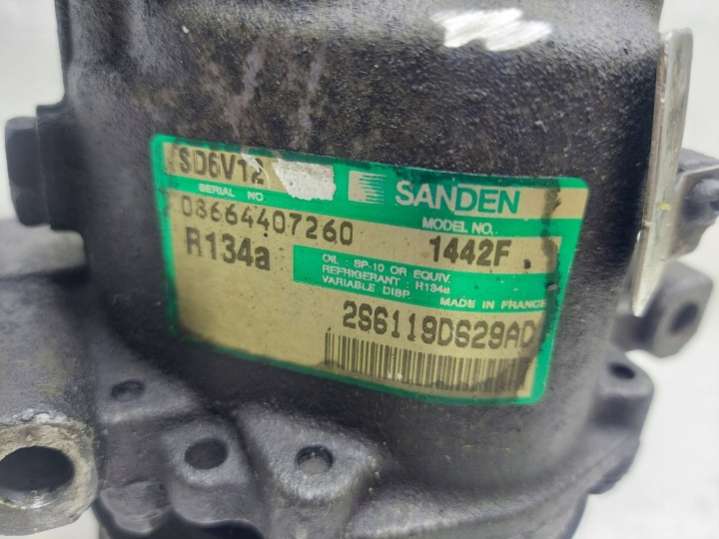 SD6V12
SANDEN
SERIAL NO
08664407260
MODEL NO.
1442F
R134a
OIL : SP-10 OR EQUIV.
REFRIGERANT : R134a
VARIABLE DISP.
MADE IN FRANCE
2S6119D629AD